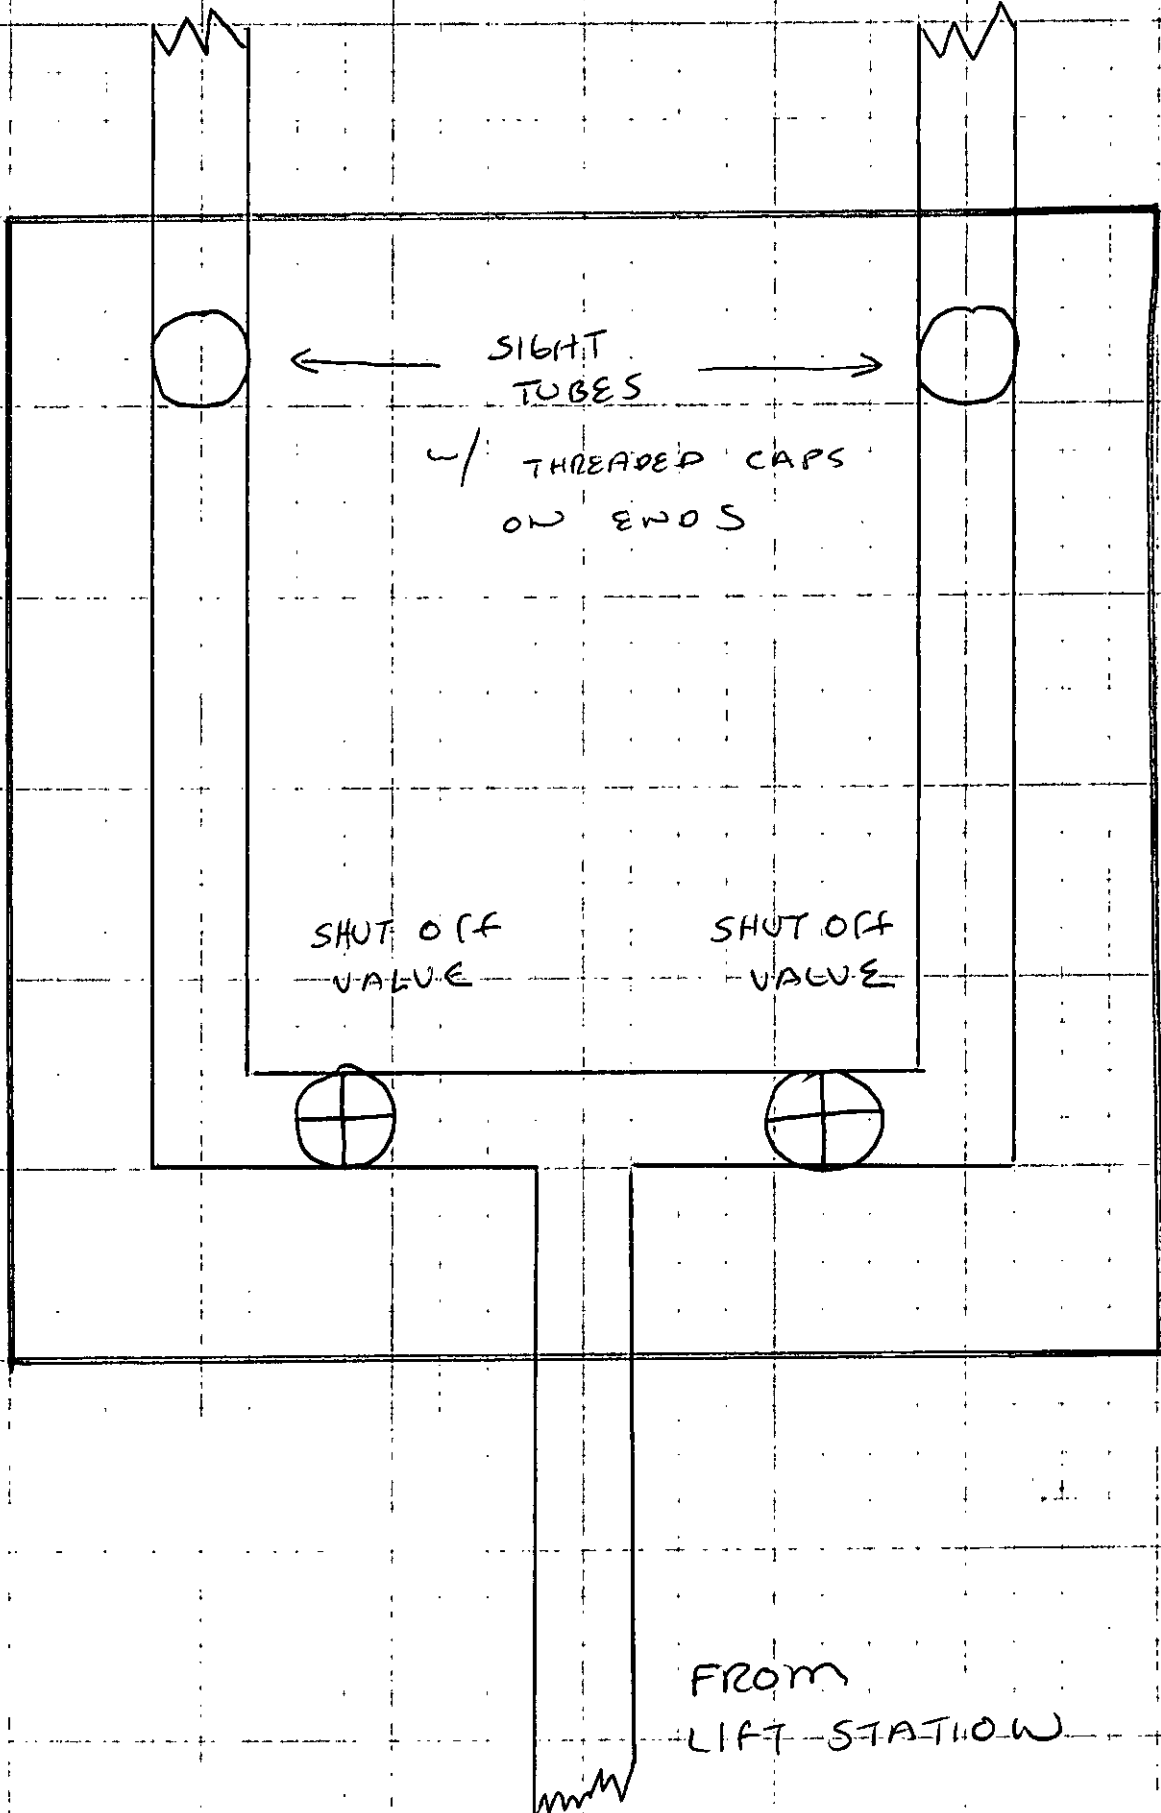 SIGHT
TUBES
w/ THREADED CAPS
ON ENDS
SHUT OFF
VALVE
SHUT OFF
VALVE
FROM
LIFT STATION